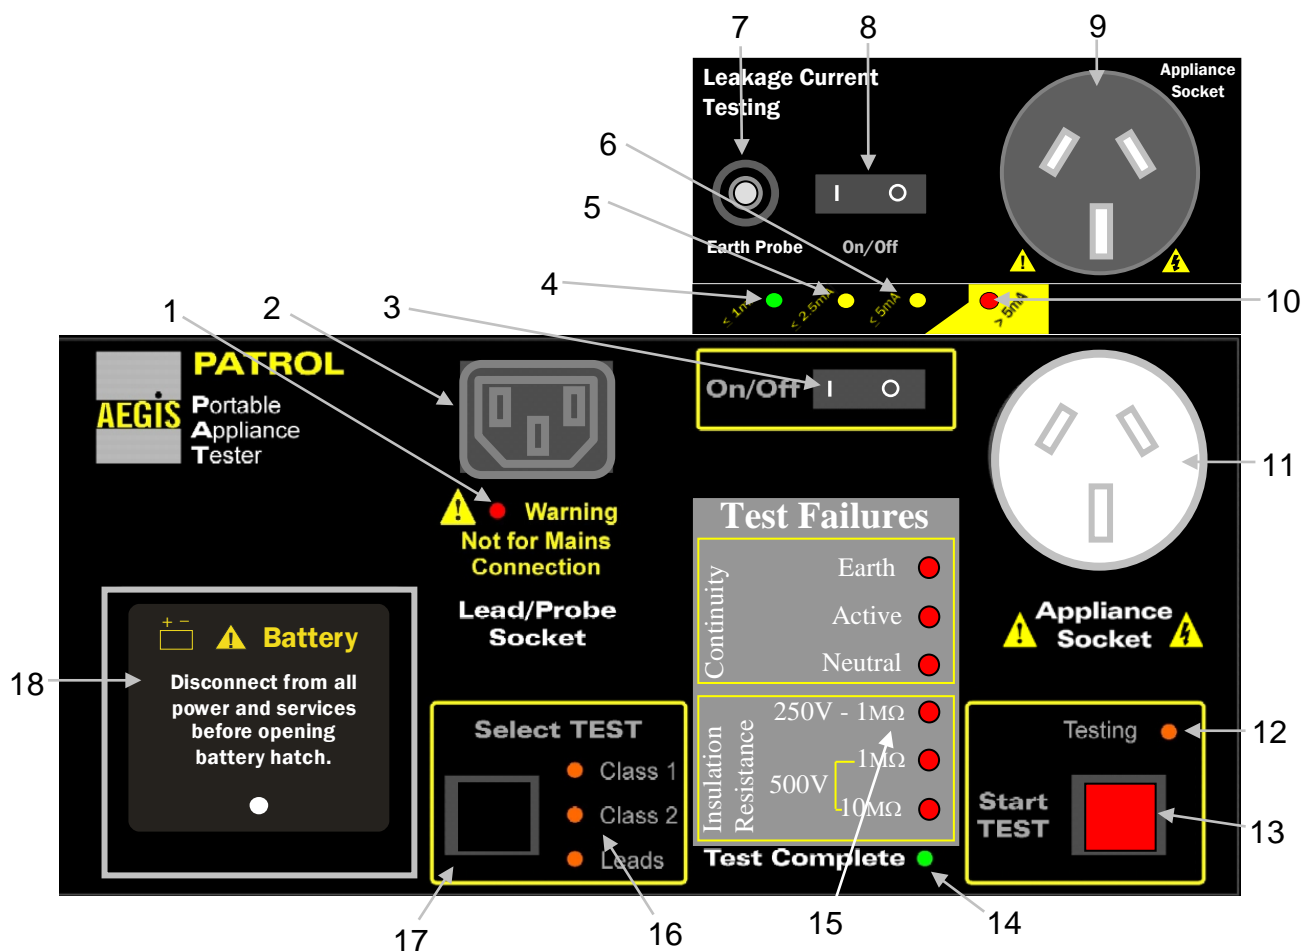 7
8
9
Leakage Current
Testing
Appliance
Socket
6
5
I O
Earth Probe
On/Off
4
≤ 1mA
≤ 2.5mA
≤ 5mA
> 5mA
10
1
2
3
AEGIS
PATROL
Portable
Appliance
Tester
On/Off
I O
11
Warning
Not for Mains
Connection
Lead/Probe
Socket
Test Failures
Continuity
Earth
Active
Neutral
Insulation
Resistance
250V - 1MΩ
500V
1MΩ
10MΩ
Test Complete
Appliance
Socket
18
+ −
Battery
Disconnect from all
power and services
before opening
battery hatch.
Select TEST
Class 1
Class 2
Leads
Testing
12
Start
TEST
13
17
16
15
14